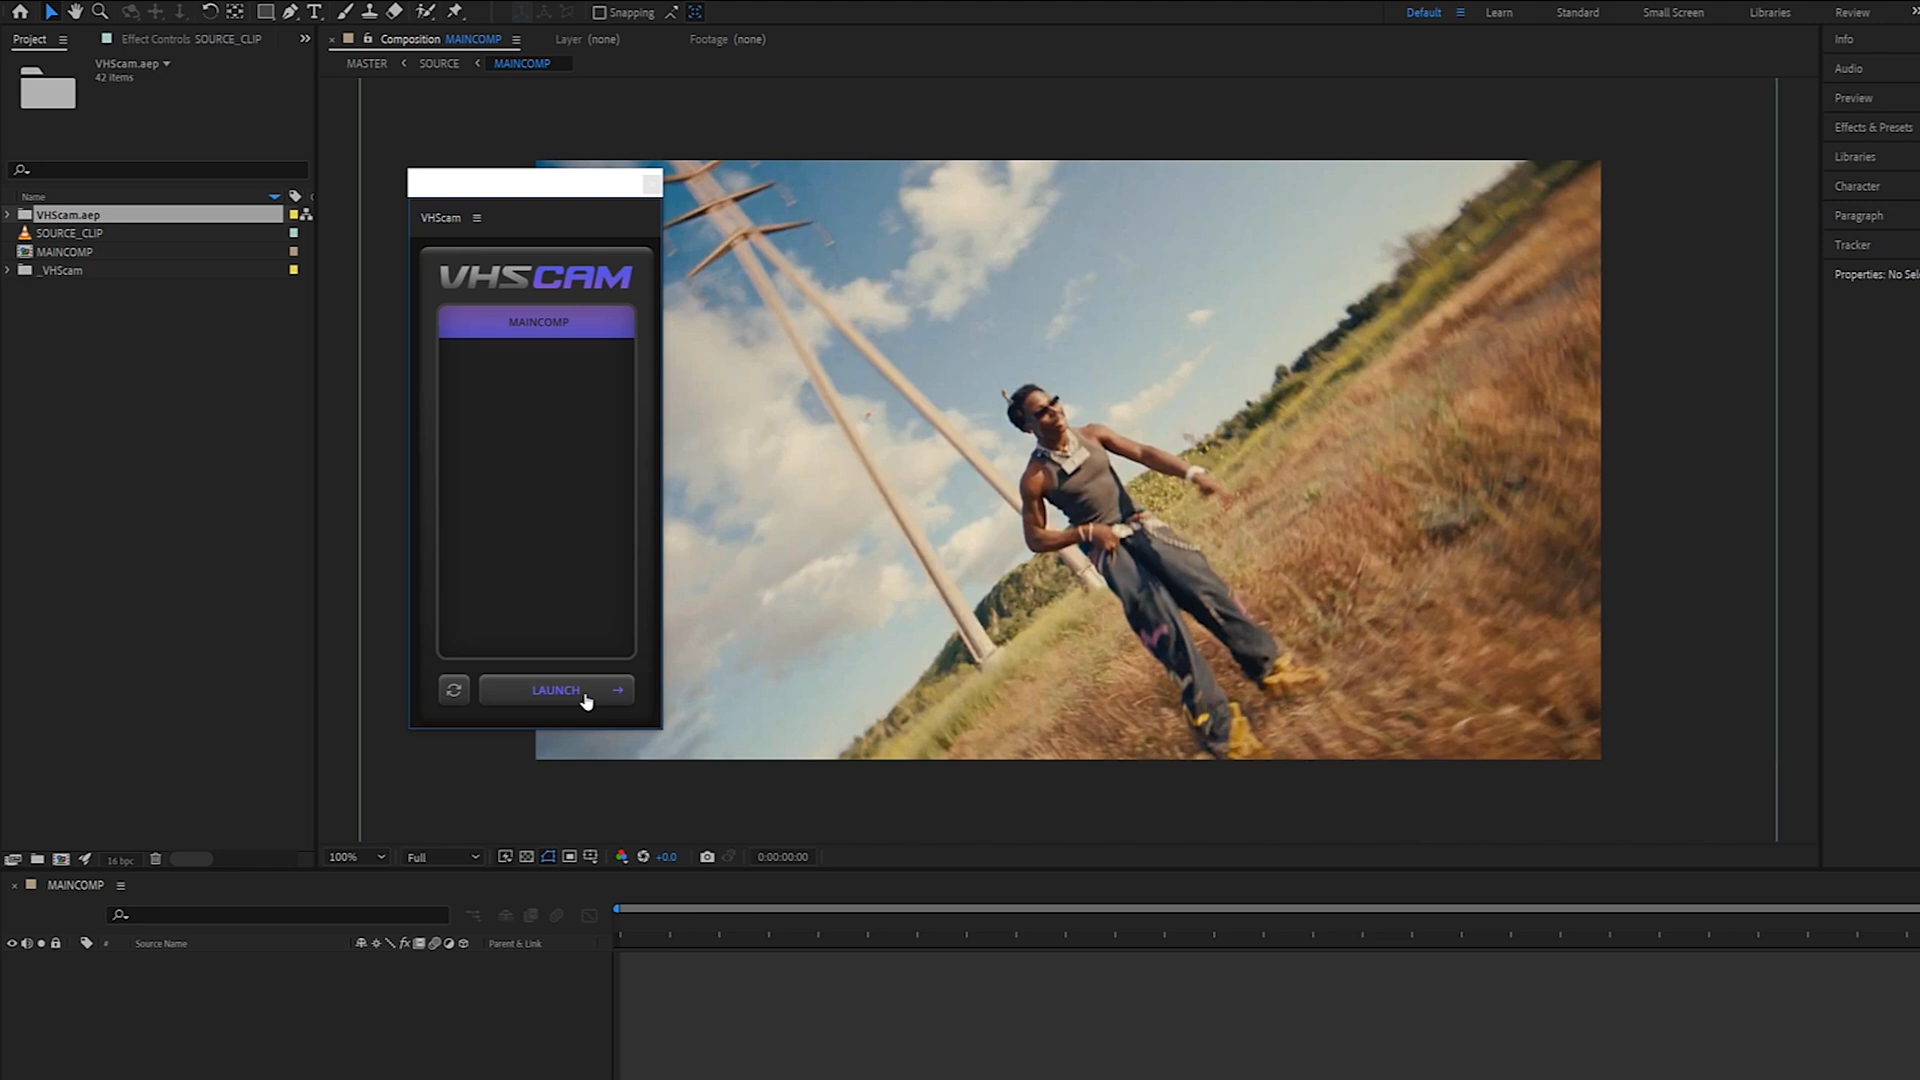 Snapping
Default
Learn
Standard
Small Screen
Libraries
Review
Project
Effect Controls SOURCE_CLIP
Composition MAINCOMP
Layer (none)
Footage (none)
Info
VHScam.aep
42 items
MASTER
SOURCE
MAINCOMP
Audio
Preview
Effects & Presets
Libraries
Character
Paragraph
Tracker
Properties: No Sel
Name
VHScam.aep
SOURCE_CLIP
MAINCOMP
_VHScam
VHScam
VHSCAM
MAINCOMP
LAUNCH
16 bpc
100%
Full
+0.0
0:00:00:00
MAINCOMP
#
Source Name
fx
Parent & Link